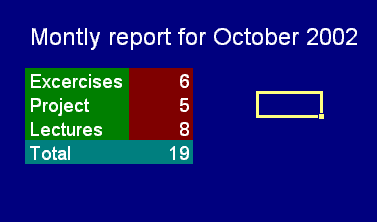 Montly report for October 2002
Excercises 6
Project 5
Lectures 8
Total 19